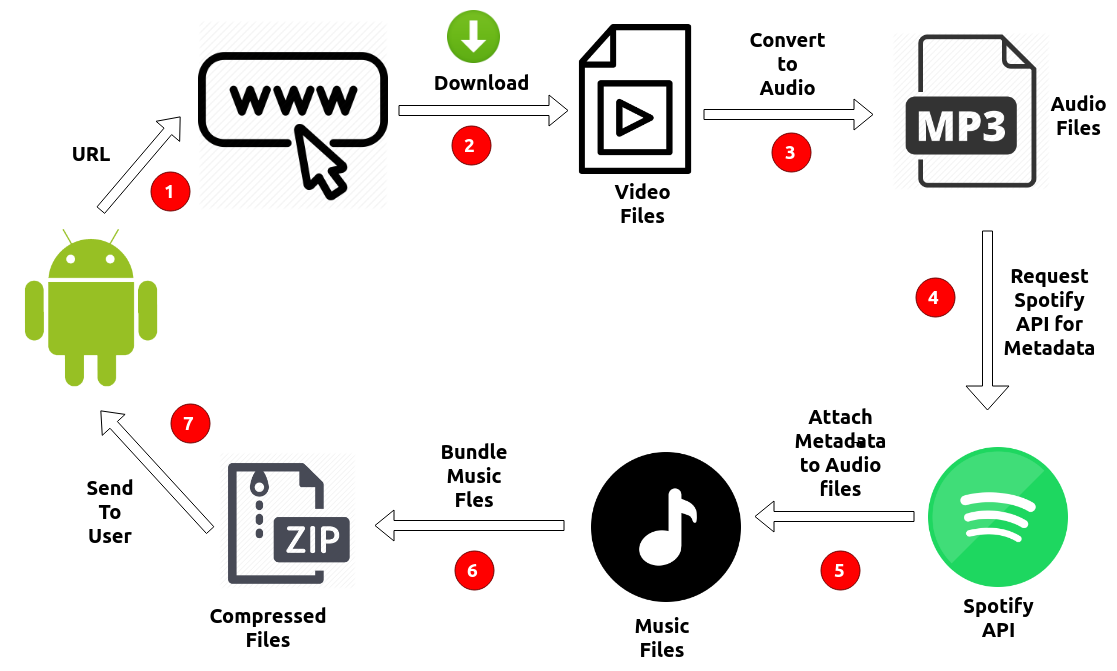 URL
1
www
Download
2
Video
Files
Convert
to
Audio
3
MP3
Audio
Files
4
Request
Spotify
API for
Metadata
Spotify
API
Attach
Metadata
to Audio
files
5
Music
Files
Bundle
Music
Fles
6
ZIP
Compressed
Files
7
Send
To
User